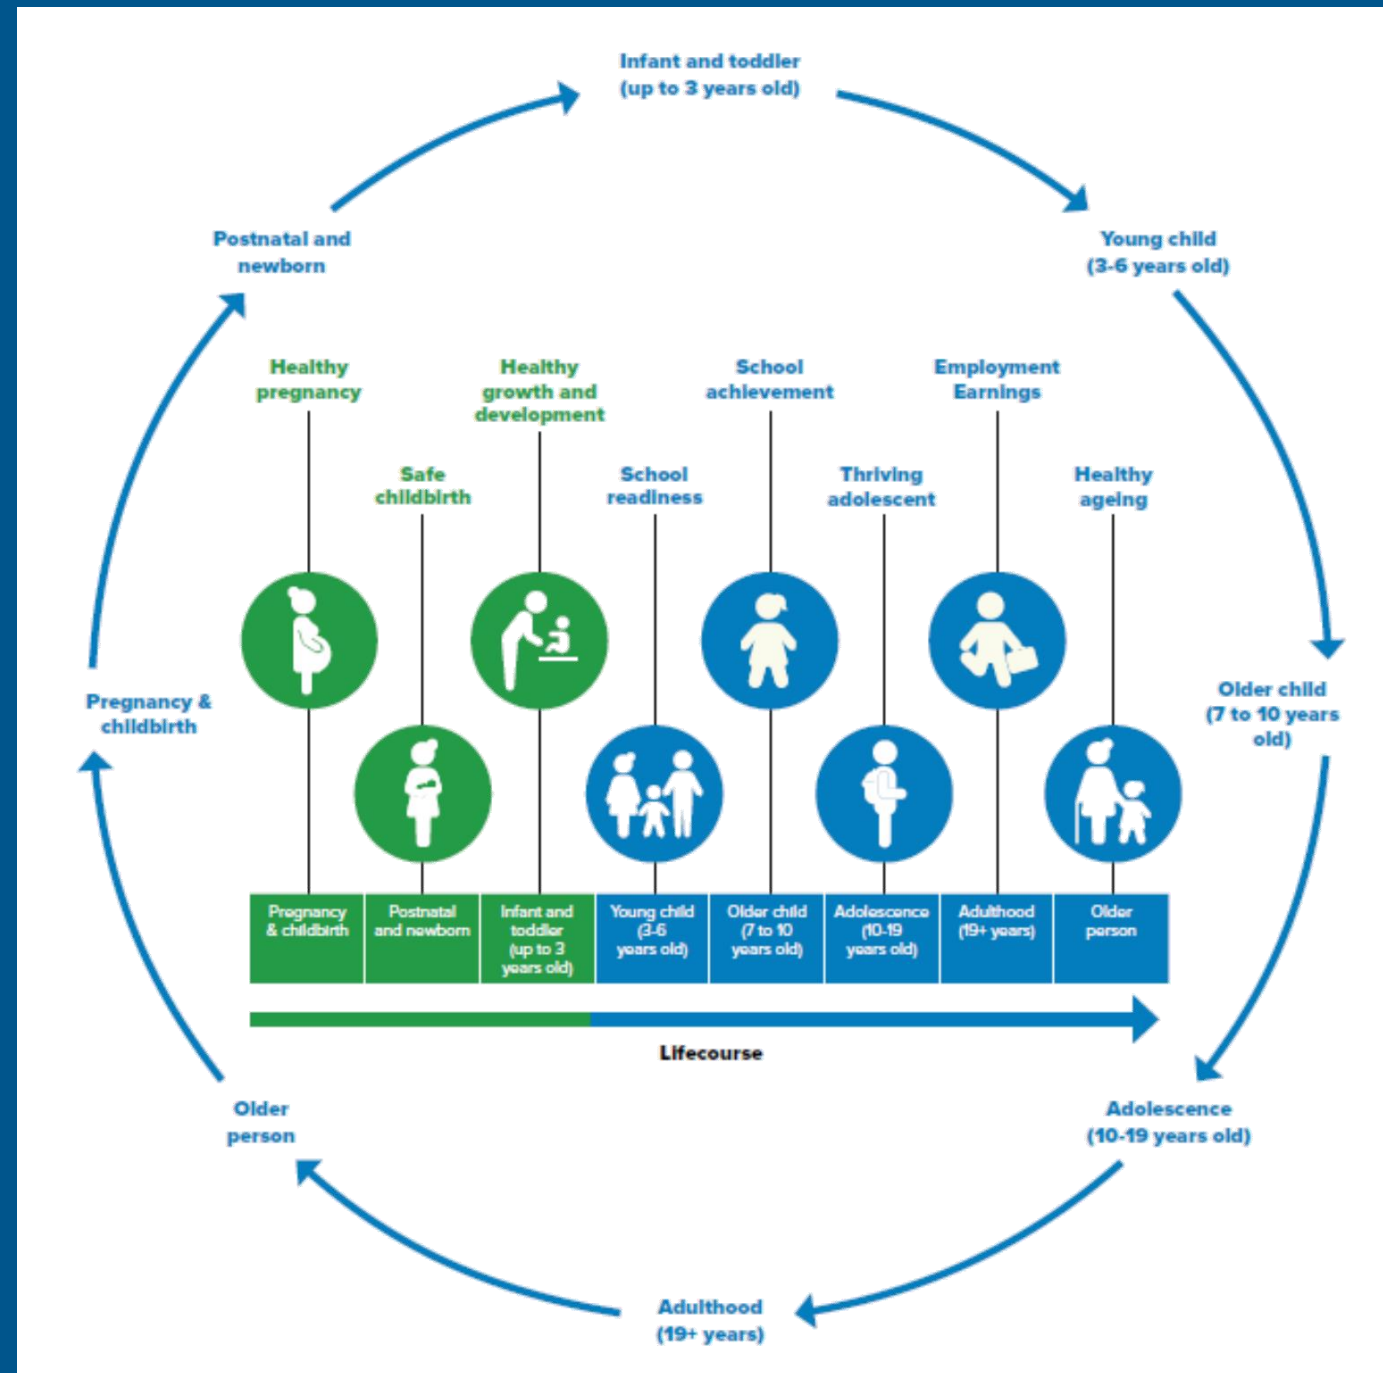 Infant and toddler
(up to 3 years old)
Postnatal and
newborn
Young child
(3-6 years old)
Healthy
pregnancy
Healthy
growth and
development
School
achievement
Employment
Earnings
Safe
childbirth
School
readiness
Thriving
adolescent
Healthy
ageing
Pregnancy &
childbirth
Older child
(7 to 10 years
old)
Pregnancy
& childbirth
Postnatal
and newborn
Infant and
toddler
(up to 3
years old)
Young child
(3-6
years old)
Older child
(7 to 10
years old)
Adolescence
(10-19
years old)
Adulthood
(19+ years)
Older
person
Lifecourse
Older
person
Adolescence
(10-19 years old)
Adulthood
(19+ years)